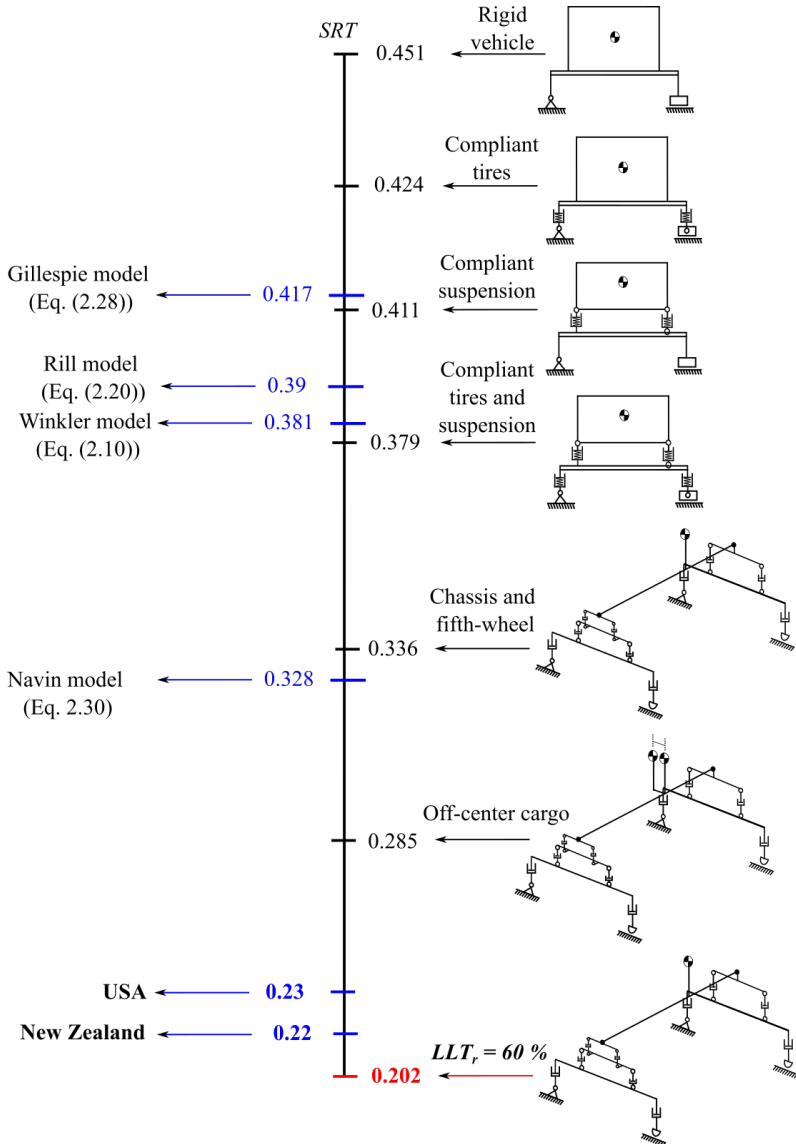 SRT
Rigid
vehicle
0.451
Compliant
tires
0.424
Compliant
suspension
Gillespie model
(Eq. (2.28))
0.417
0.411
Rill model
(Eq. (2.20))
0.39
Compliant
tires and
suspension
Winkler model
(Eq. (2.10))
0.381
0.379
Chassis and
fifth-wheel
0.336
Navin model
(Eq. 2.30)
0.328
Off-center cargo
0.285
USA
0.23
New Zealand
0.22
LLTr = 60 %
0.202